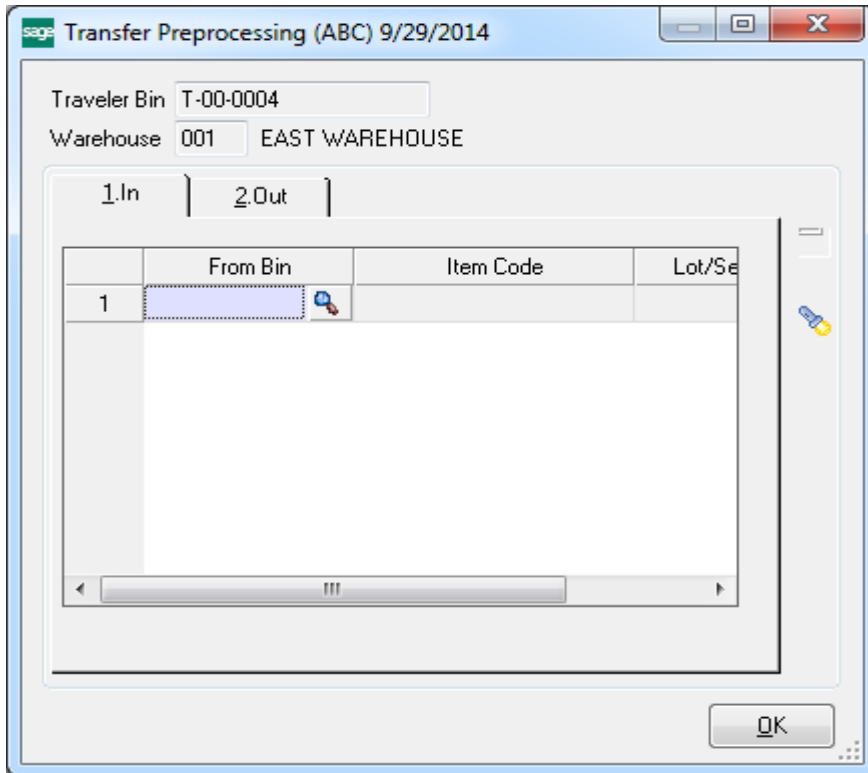 sage Transfer Preprocessing (ABC) 9/29/2014
Traveler Bin T-00-0004
Warehouse 001 EAST WAREHOUSE
1.In 2.Out
From Bin Item Code Lot/Se
1
OK